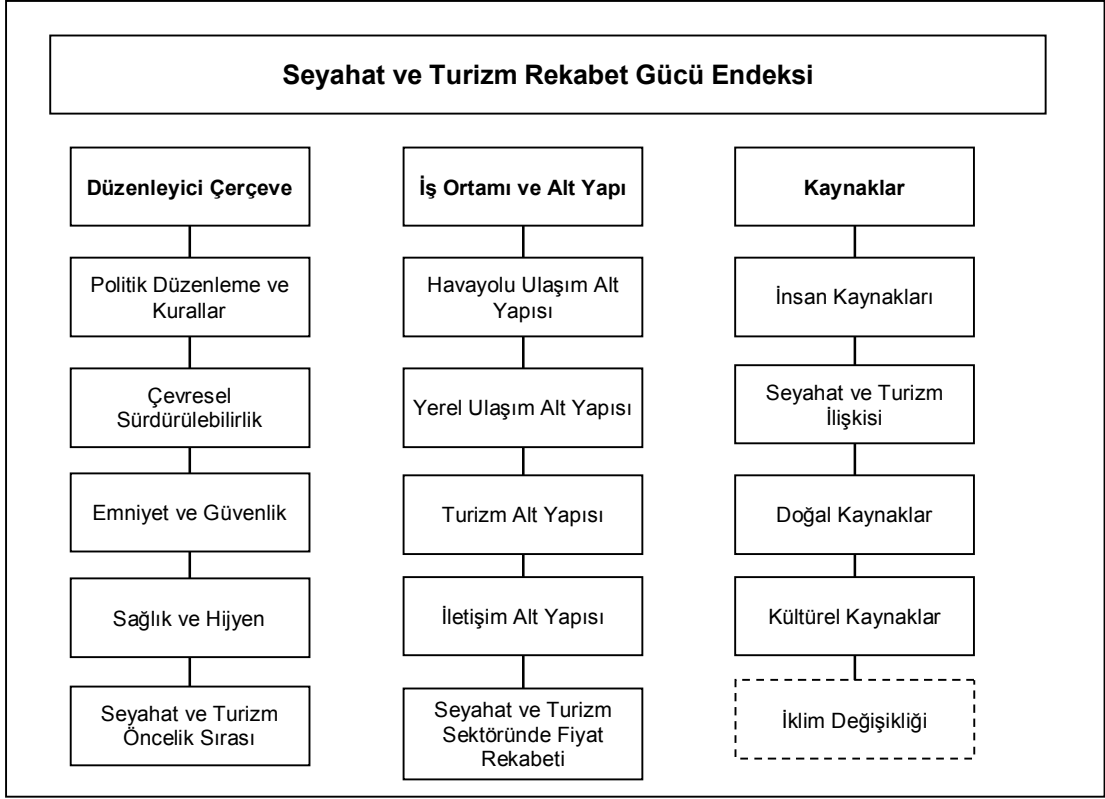 Seyahat ve Turizm Rekabet Gücü Endeksi
Düzenleyici Çerçeve
Politik Düzenleme ve
Kurallar
Çevresel
Sürdürülebilirlik
Emniyet ve Güvenlik
Sağlık ve Hijyen
Seyahat ve Turizm
Öncelik Sırası
İş Ortamı ve Alt Yapı
Havayolu Ulaşım Alt
Yapısı
Yerel Ulaşım Alt Yapısı
Turizm Alt Yapısı
İletişim Alt Yapısı
Seyahat ve Turizm
Sektöründe Fiyat
Rekabeti
Kaynaklar
İnsan Kaynakları
Seyahat ve Turizm
İlişkisi
Doğal Kaynaklar
Kültürel Kaynaklar
İklim Değişikliği